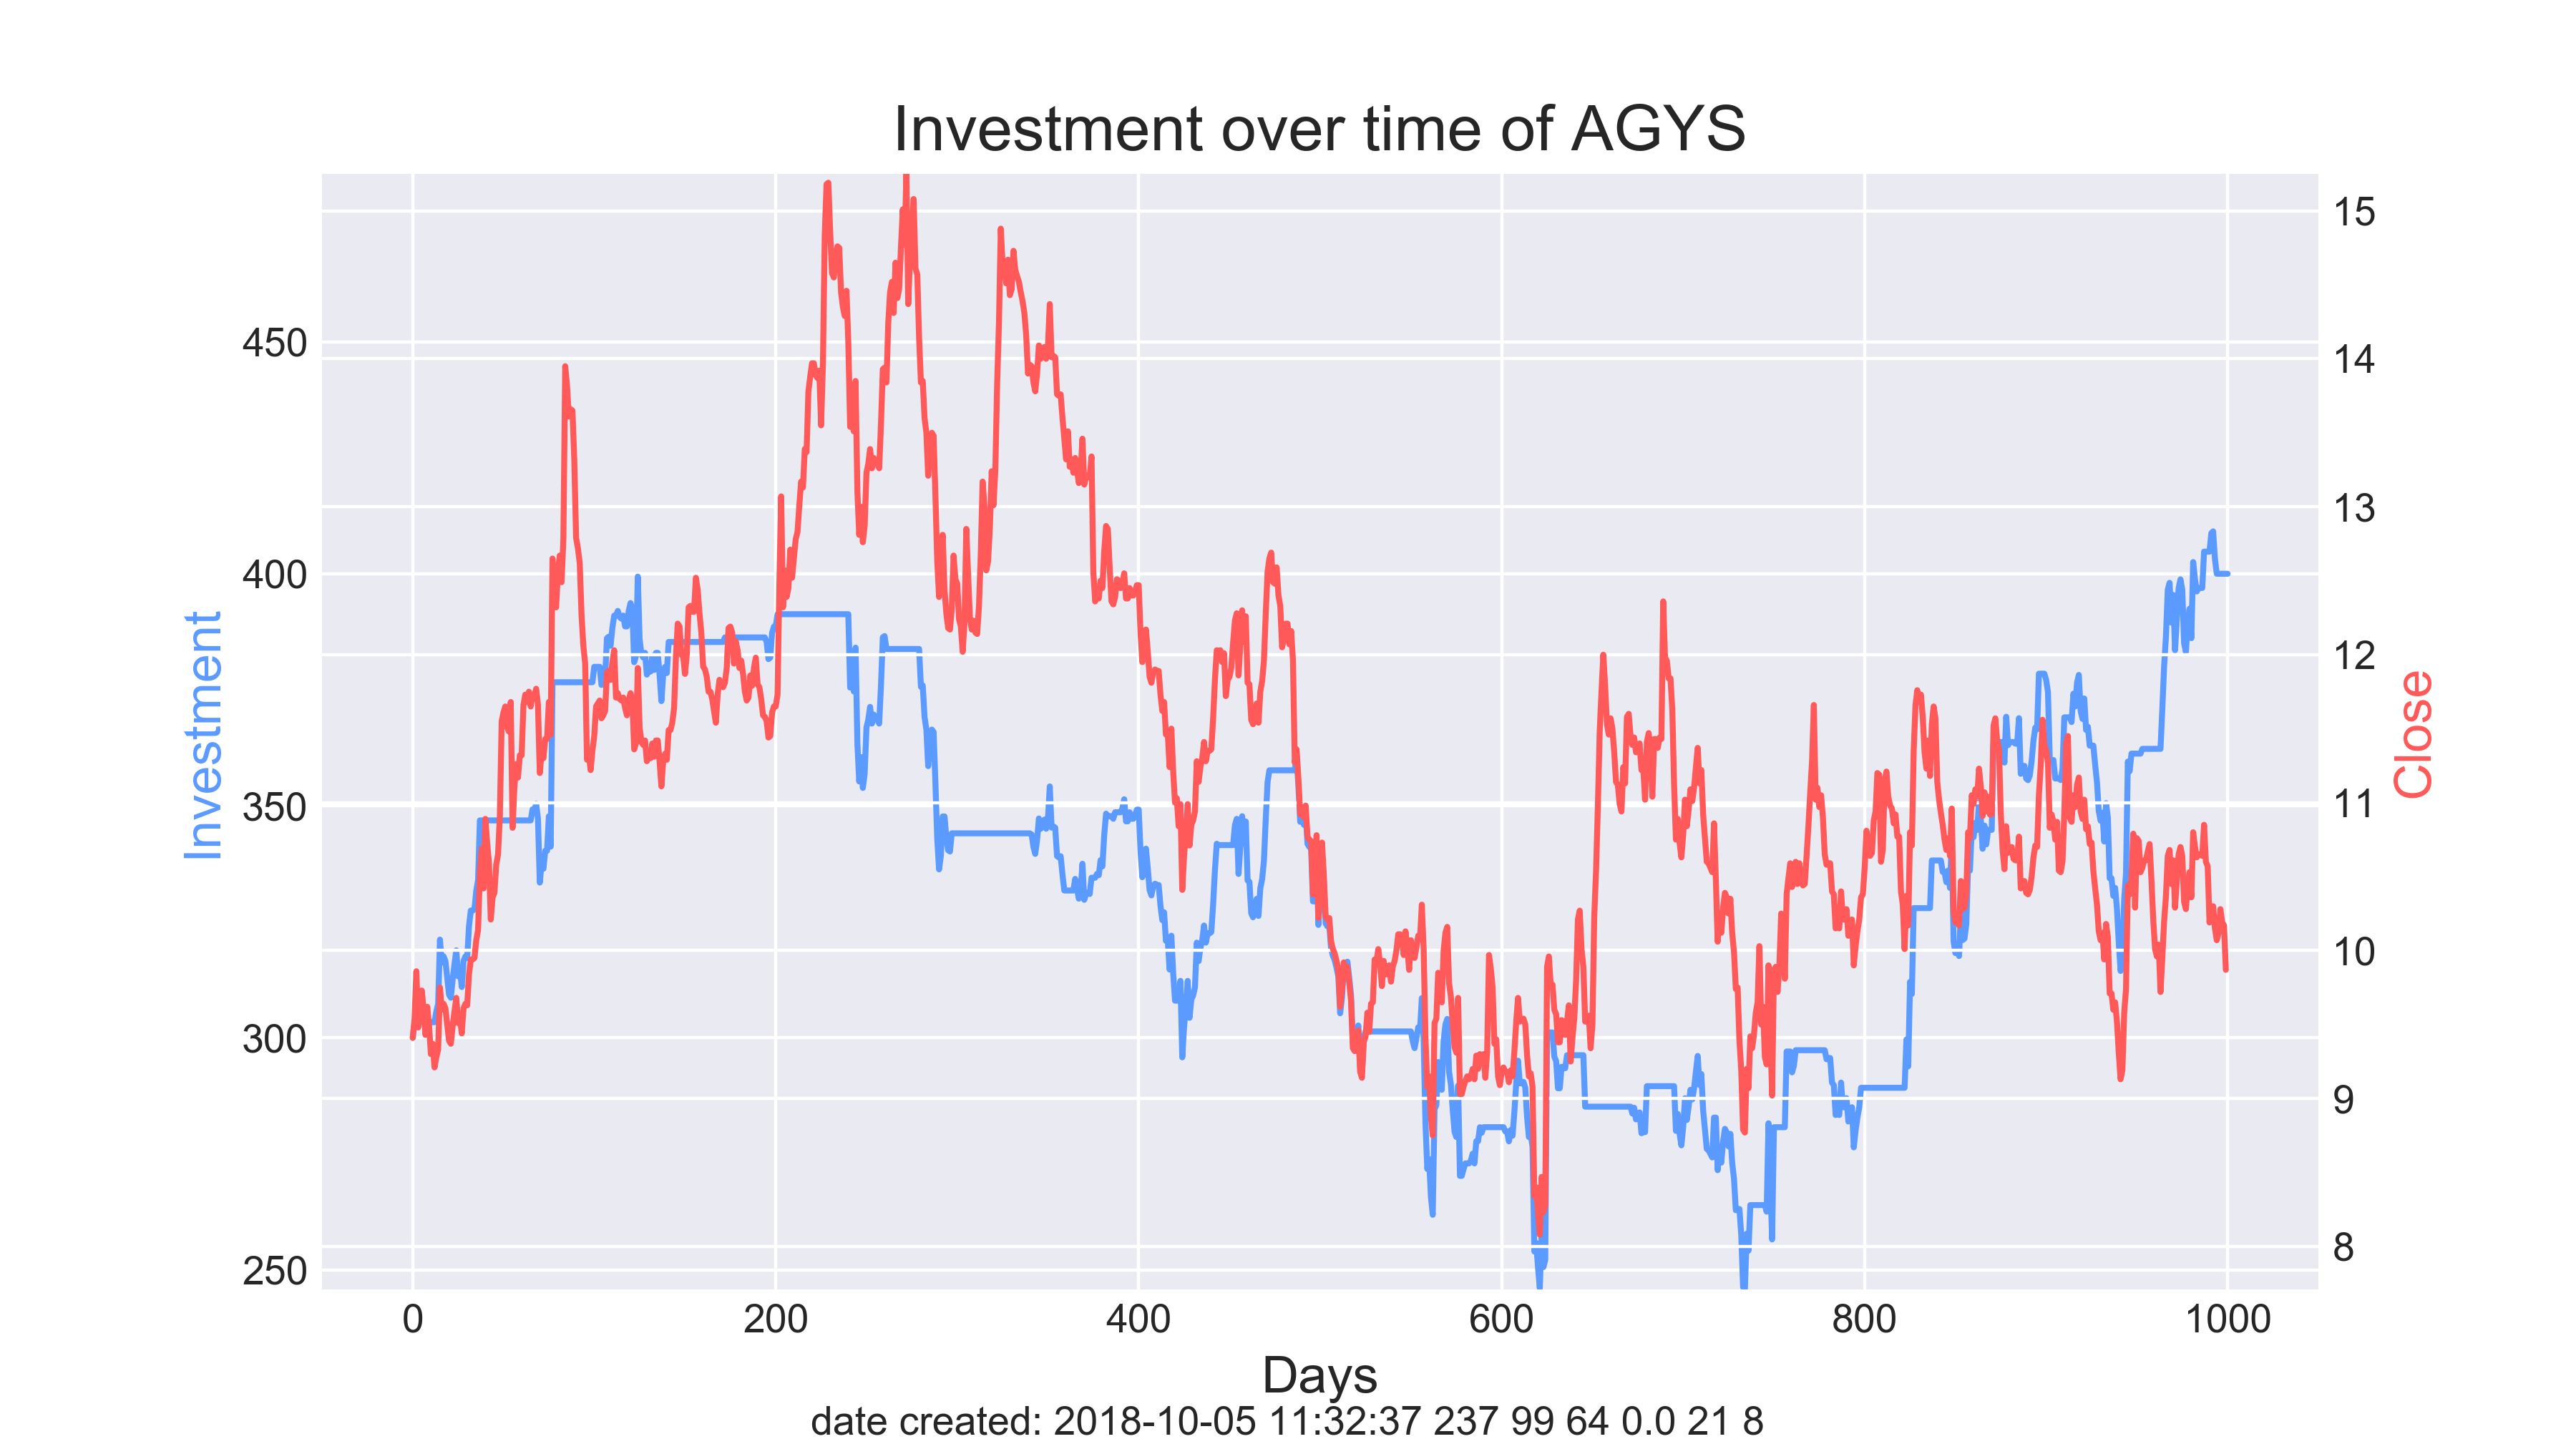 Investment over time of AGYS
450
400
350
300
250
Investment
15
14
13
12
11
10
9
8
Close
0 200 400 600 800 1000
Days
date created: 2018-10-05 11:32:37 237 99 64 0.0 21 8